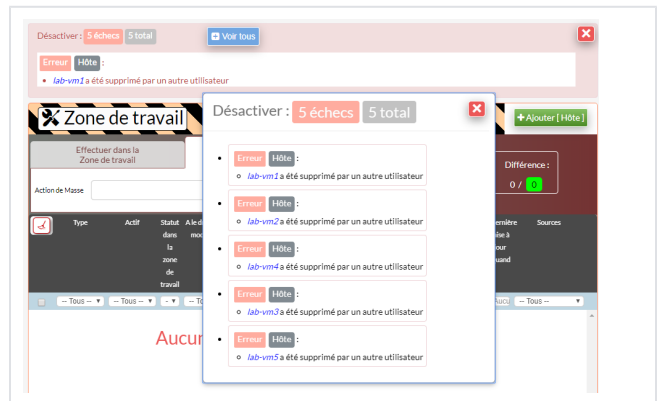 Désactiver : 5 échecs 5 total Voir tous
Erreur Hôte :
lab-vm1 a été supprimé par un autre utilisateur
Zone de travail
Ajouter [ Hôte ]
Effectuer dans la
Zone de travail
Différence :
0 / 0
Action de Masse
Type Actif Statut
dans
la
zone
de
travail
Sources
-- Tous -- -- Tous -- - -- Tous --
Désactiver : 5 échecs 5 total
Erreur Hôte :
lab-vm1 a été supprimé par un autre utilisateur
Erreur Hôte :
lab-vm2 a été supprimé par un autre utilisateur
Erreur Hôte :
lab-vm4 a été supprimé par un autre utilisateur
Erreur Hôte :
lab-vm3 a été supprimé par un autre utilisateur
Erreur Hôte :
lab-vm5 a été supprimé par un autre utilisateur